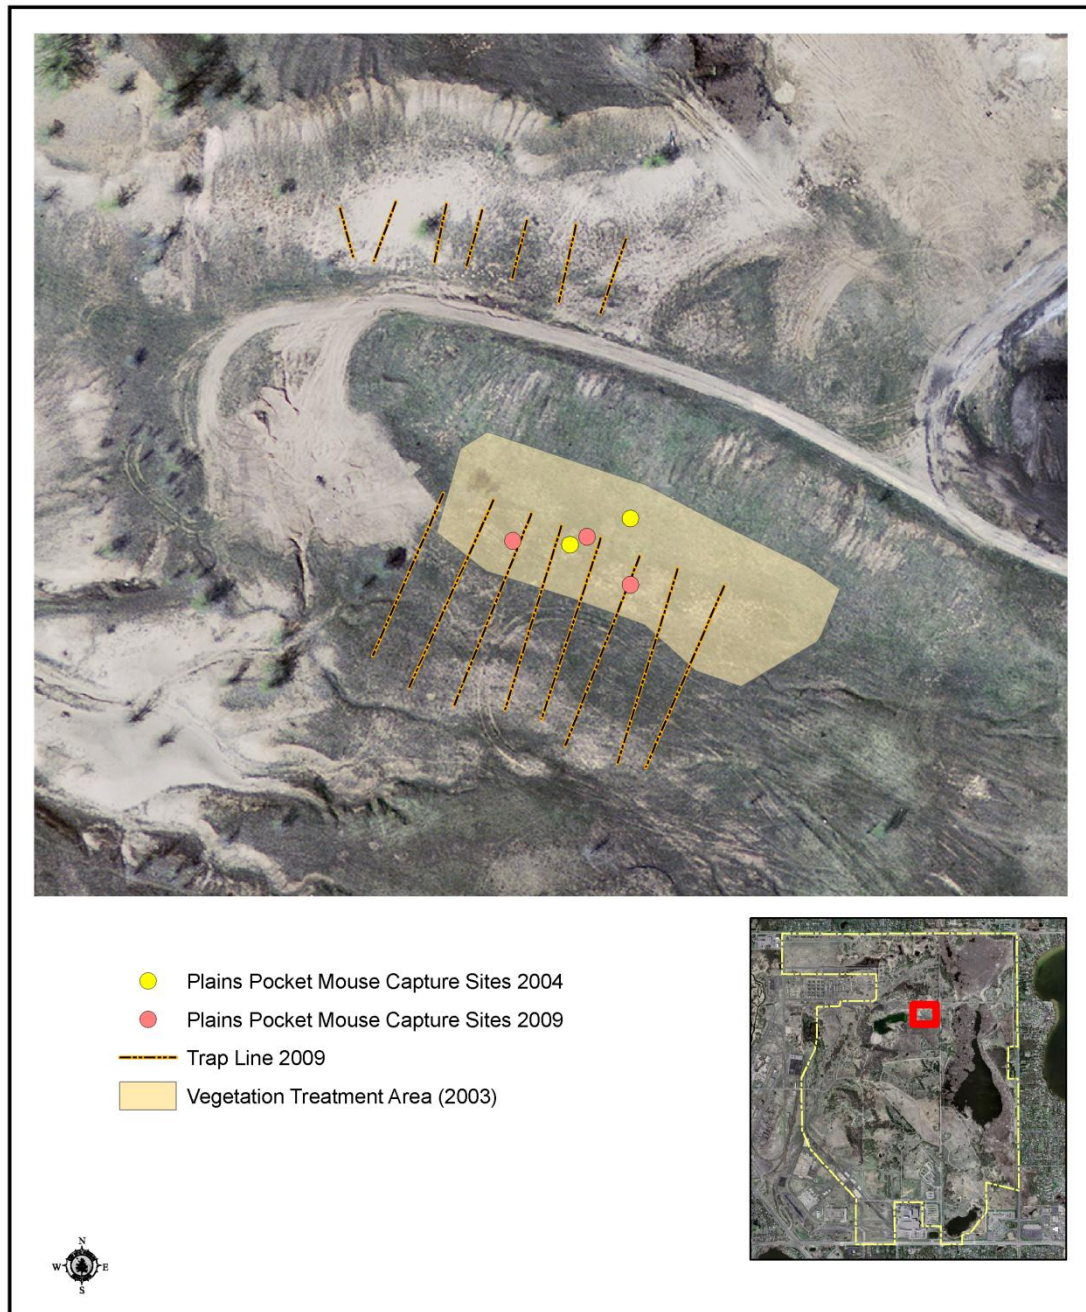 Plains Pocket Mouse Capture Sites 2004
Plains Pocket Mouse Capture Sites 2009
Trap Line 2009
Vegetation Treatment Area (2003)
N
W E
S